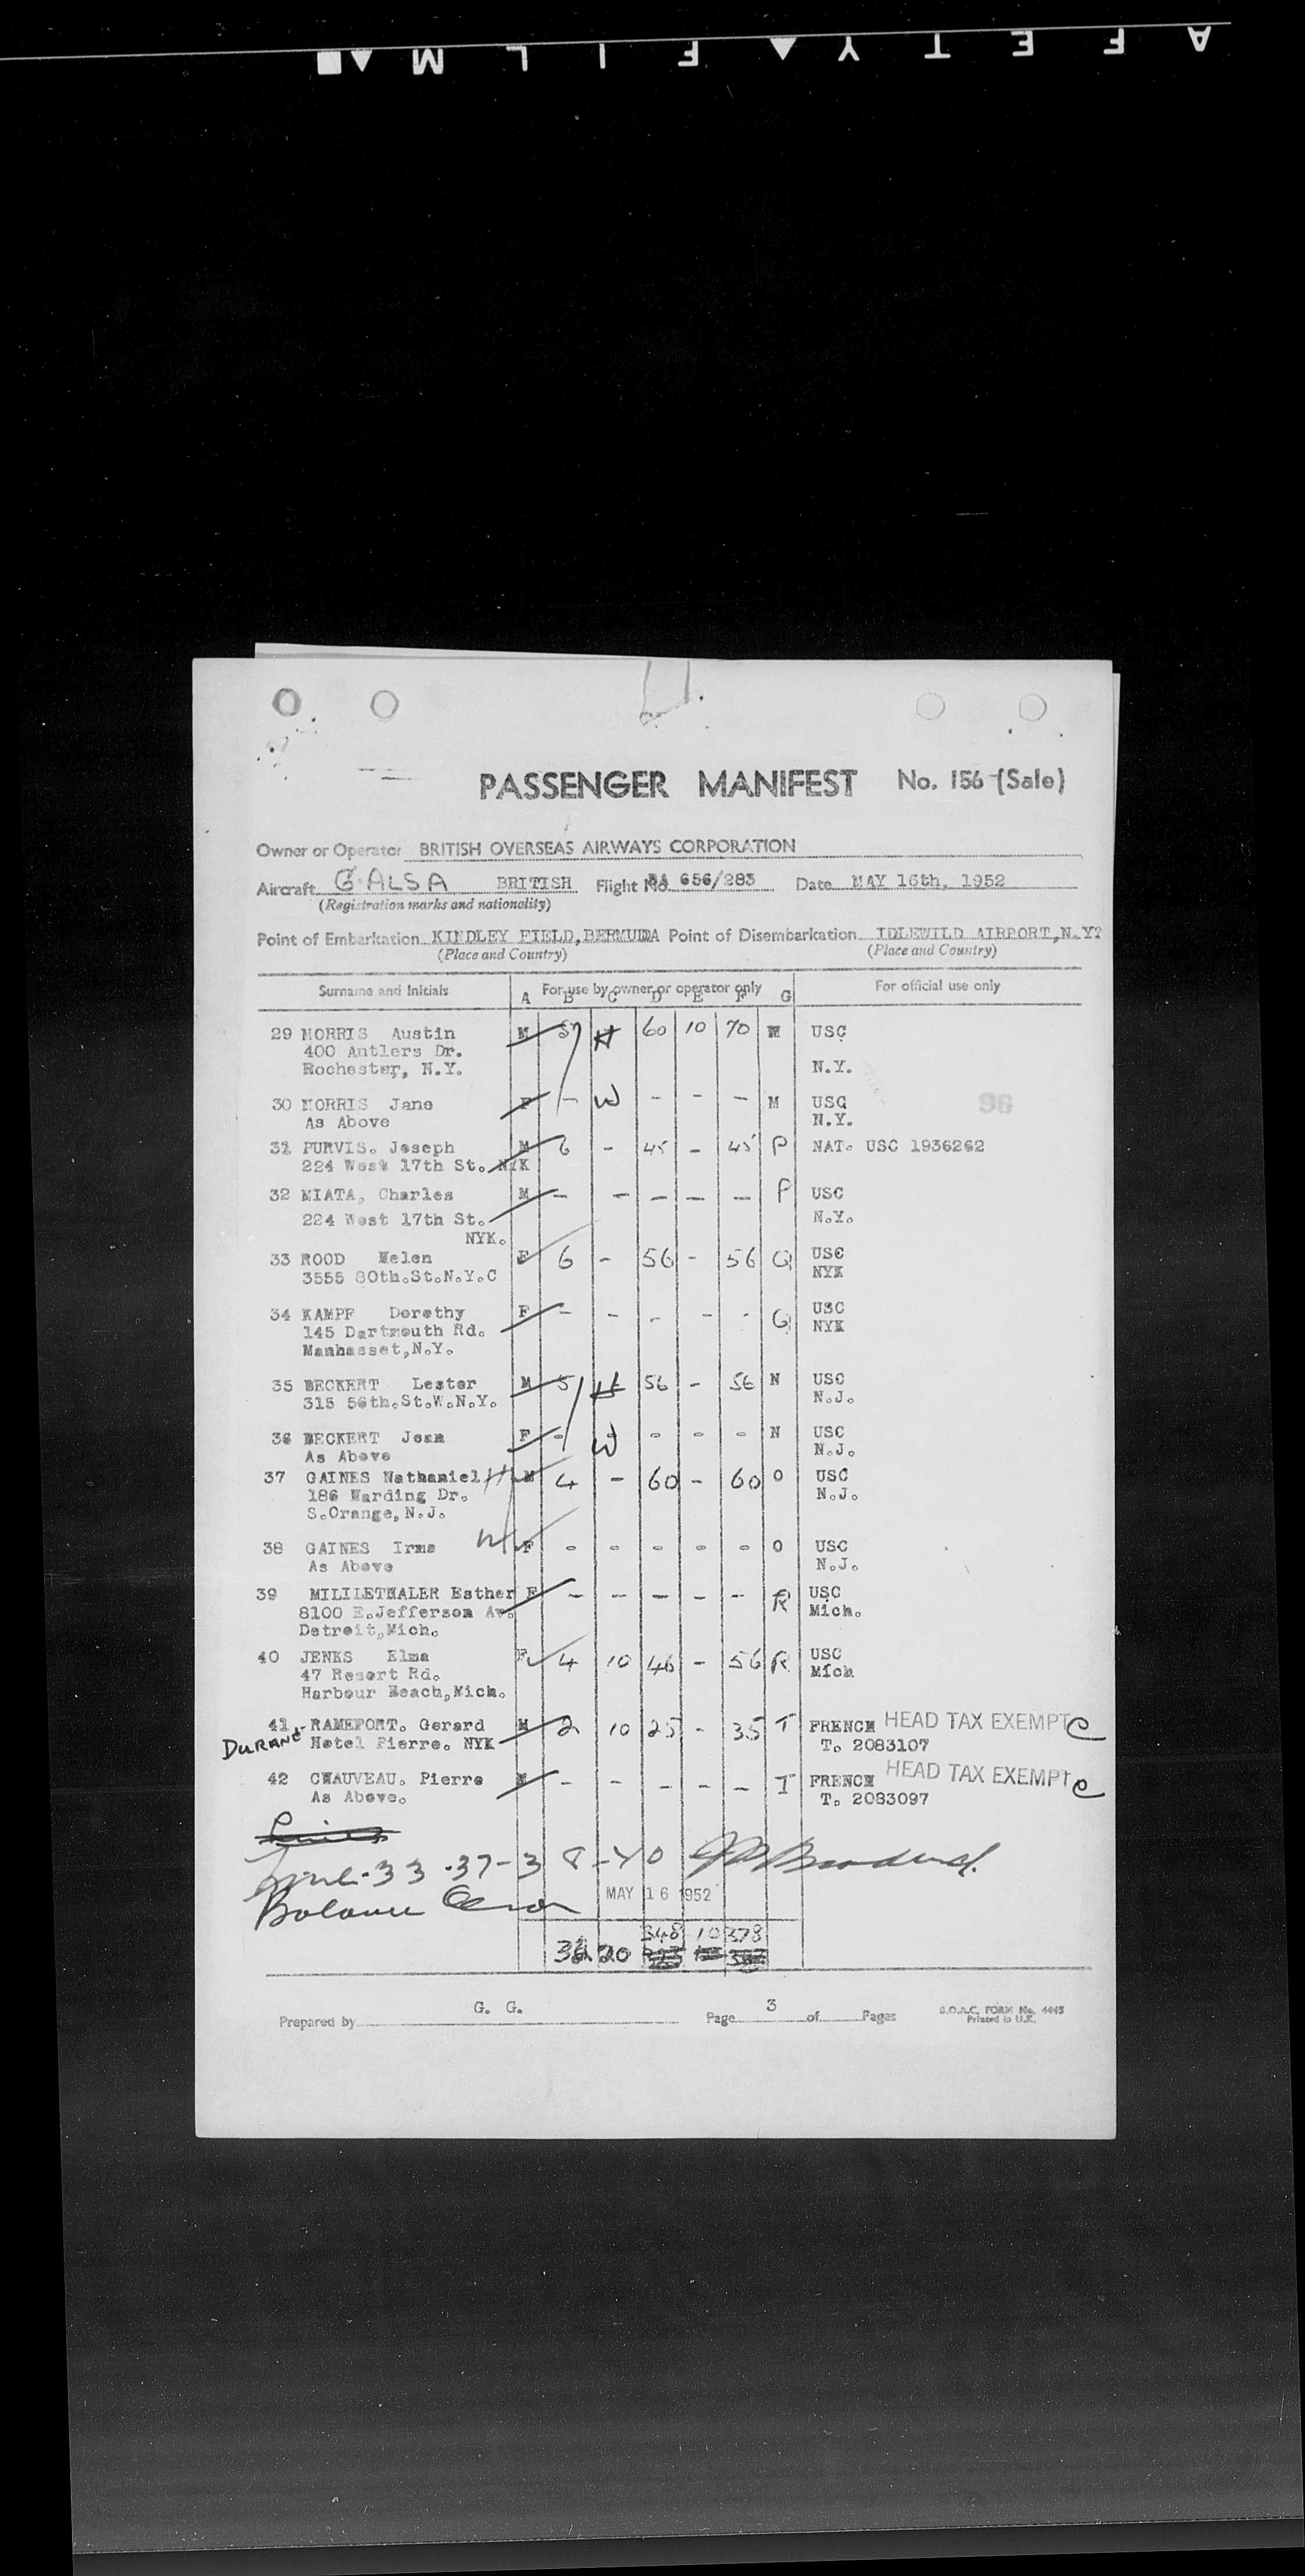 SAFETY FILM
PASSENGER MANIFEST No. 156 (Sale)
Owner or Operator BRITISH OVERSEAS AIRWAYS CORPORATION
Aircraft G-ALSA BRITISH Flight No. BA 656/283 Date MAY 16th, 1952
(Registration marks and nationality)
Point of Embarkation KINDLEY FIELD, BERMUDA Point of Disembarkation IDLEWILD AIRPORT, N.Y?
(Place and Country) (Place and Country)
Surname and Initials For use by owner or operator only For official use only
A B C D E F G
29 MORRIS Austin M 57 H 60 10 70 M USC
400 Antlers Dr.
Rochester, N.Y. N.Y.
30 MORRIS Jane F - W - - - M USC
As Above N.Y.
96
31 PURVIS. Joseph M 6 - 45 - 45 P NAT. USC 1936262
224 West 17th St. NYK
32 MIATA, Charles M - - - - - P USC
224 West 17th St. N.Y.
NYK.
33 ROOD Helen F 6 - 56 - 56 Q USC
3555 80th.St.N.Y.C NYK
34 KAMPF Dorothy F - - - - - Q USC
145 Dartmouth Rd. NYK
Manhasset,N.Y.
35 BECKERT Lester M 5 H 56 - 56 N USC
315 56th.St.W.N.Y. N.J.
36 BECKERT Jean F - W - - - N USC
As Above N.J.
37 GAINES Nathaniel H M 4 - 60 - 60 O USC
186 Harding Dr. N.J.
S.Orange, N.J.
38 GAINES Irma W F - - - - - O USC
As Above N.J.
39 MILILETHALER Esther F - - - - - R USC
8100 E.Jefferson Av. Mich.
Detroit,Mich.
40 JENKS Elma F 4 10 46 - 56 R USC
47 Resort Rd. Mich
Harbour Beach,Mich.
41 RAMEFORT. Gerard M 2 10 25 - 35 T FRENCH HEAD TAX EXEMPT C
DURANE Hotel Pierre. NYK T. 2083107
42 CHAUVEAU. Pierre M - - - - - T FRENCH HEAD TAX EXEMPT C
As Above. T. 2083097
33-37-38-40
Balance
MAY 16 1952
348 10 378
20
Prepared by G. G. Page 3 of Pages
B.O.A.C. FORM No. 4445
Printed in U.K.